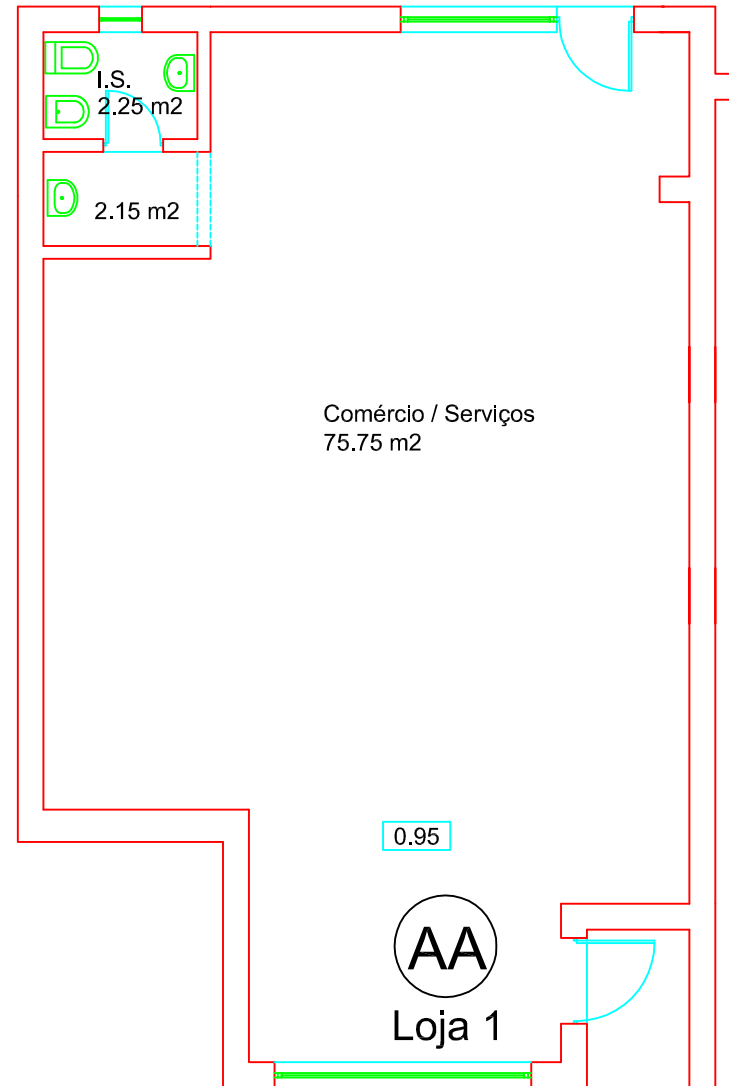 I.S.
2.25 m2
2.15 m2
Comércio / Serviços
75.75 m2
0.95
AA
Loja 1